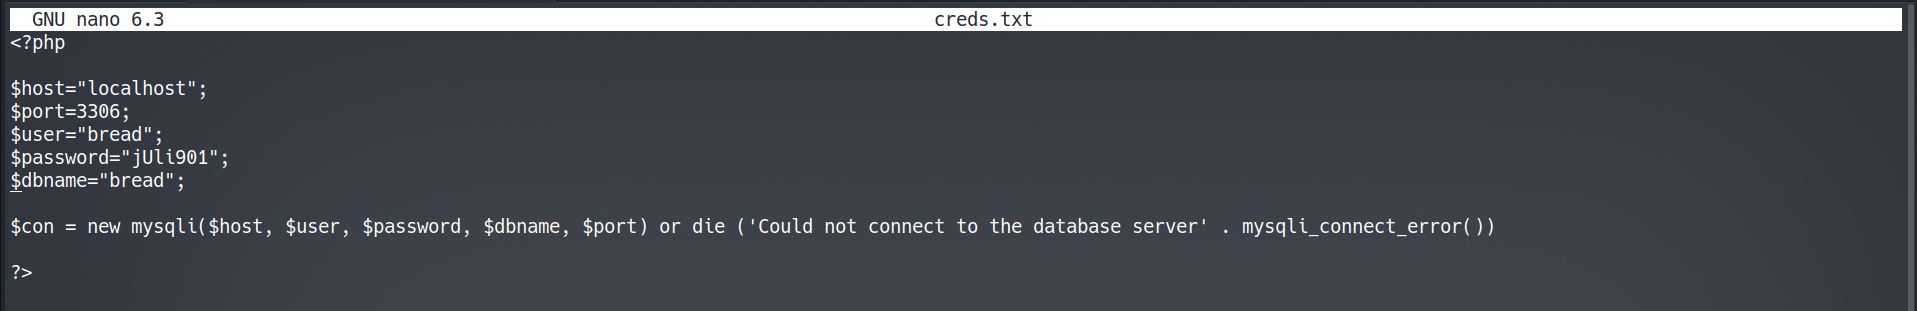 GNU nano 6.3 creds.txt
<?php
$host="localhost";
$port=3306;
$user="bread";
$password="jUli901";
$dbname="bread";
$con = new mysqli($host, $user, $password, $dbname, $port) or die ('Could not connect to the database server' . mysqli_connect_error())
?>